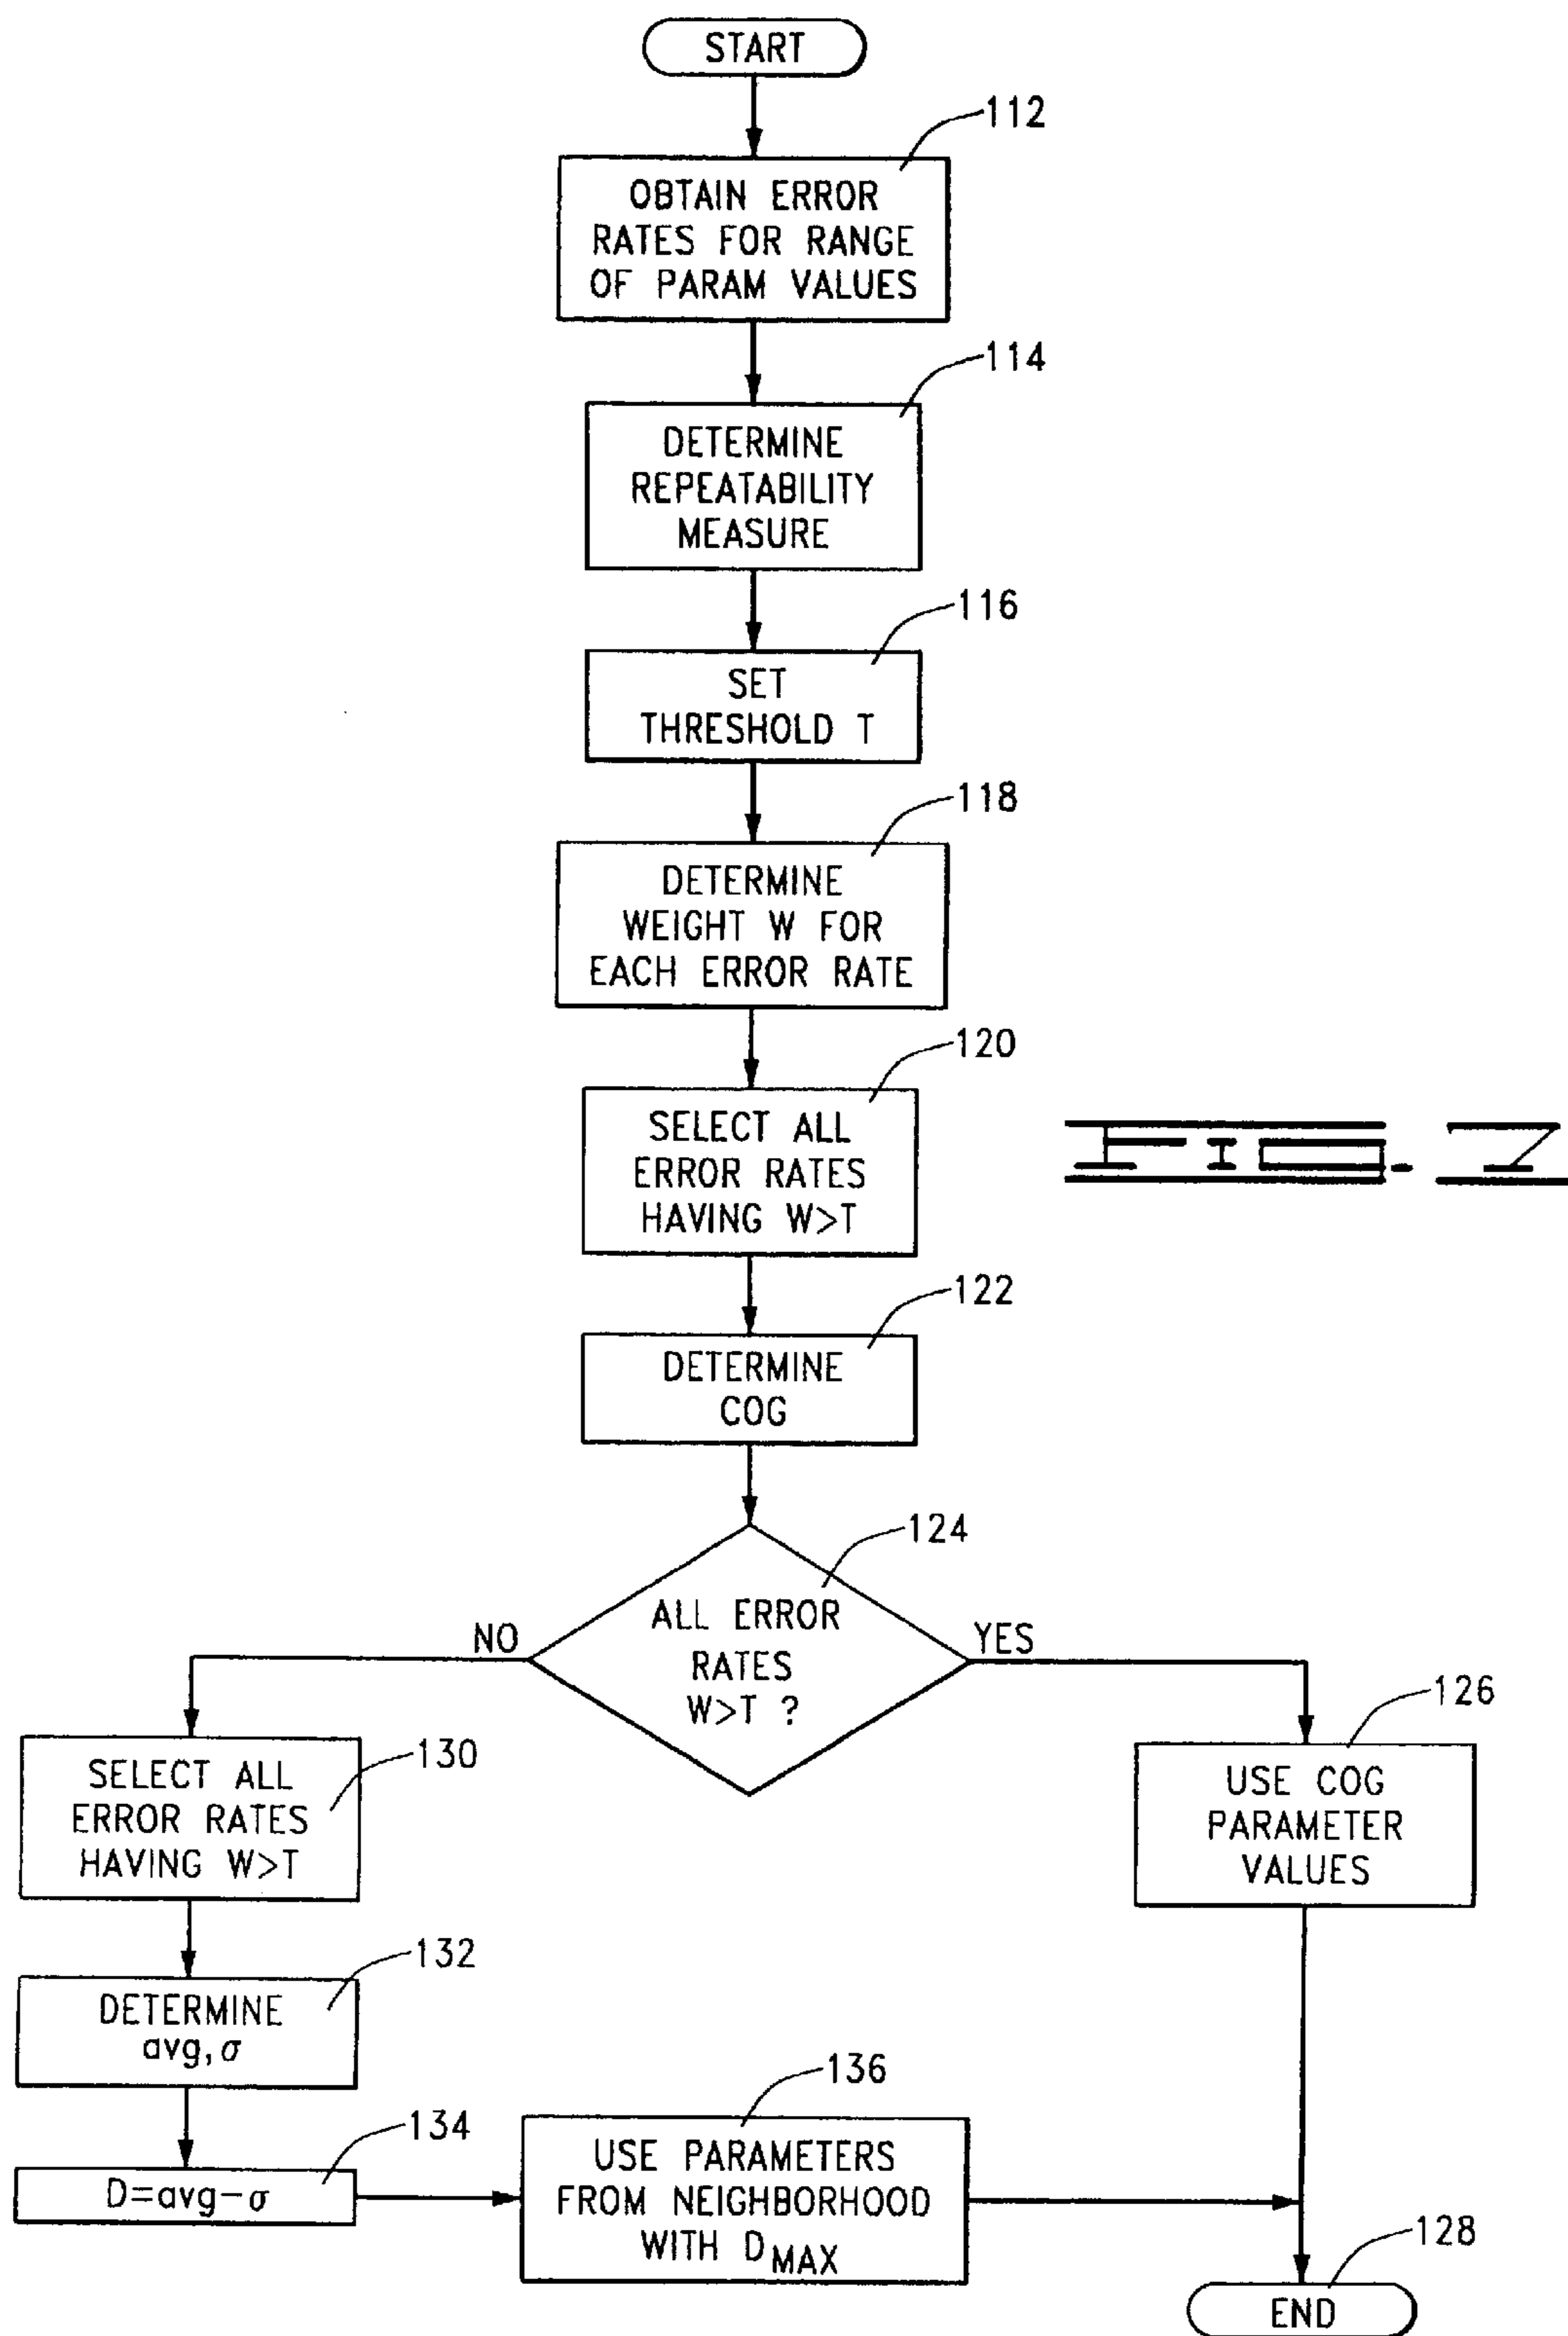 START
112
OBTAIN ERROR
RATES FOR RANGE
OF PARAM VALUES
114
DETERMINE
REPEATABILITY
MEASURE
116
SET
THRESHOLD T
118
DETERMINE
WEIGHT W FOR
EACH ERROR RATE
120
SELECT ALL
ERROR RATES
HAVING W>T
FIG. 7
122
DETERMINE
COG
124
ALL ERROR
RATES
W>T ?
NO
YES
126
USE COG
PARAMETER
VALUES
130
SELECT ALL
ERROR RATES
HAVING W>T
132
DETERMINE
avg, σ
134
D=avg-σ
136
USE PARAMETERS
FROM NEIGHBORHOOD
WITH DMAX
128
END